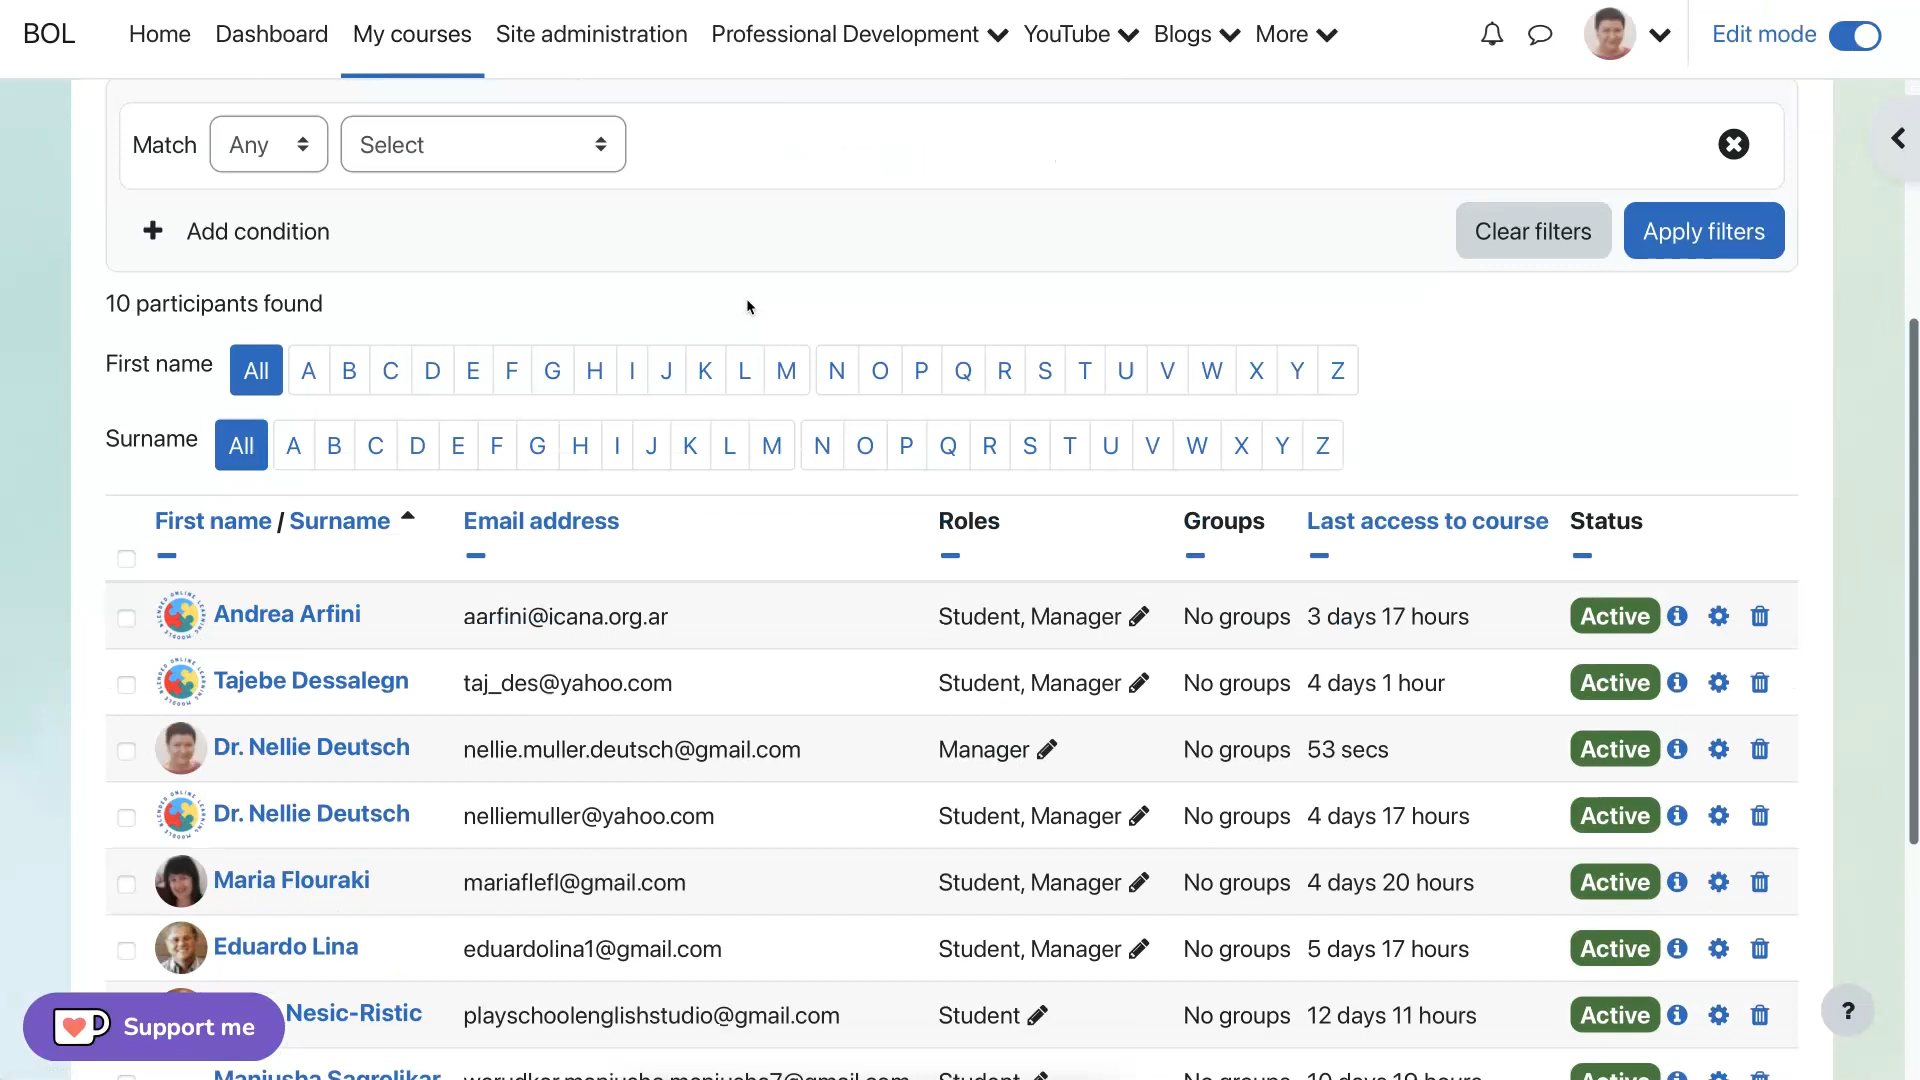 BOL Home Dashboard My courses Site administration Professional Development YouTube Blogs More Edit mode
Match Any Select
Add condition Clear filters Apply filters
10 participants found
First name All A B C D E F G H I J K L M N O P Q R S T U V W X Y Z
Surname All A B C D E F G H I J K L M N O P Q R S T U V W X Y Z
First name / Surname Email address Roles Groups Last access to course Status
Andrea Arfini aarfini@icana.org.ar Student, Manager No groups 3 days 17 hours Active
Tajebe Dessalegn taj_des@yahoo.com Student, Manager No groups 4 days 1 hour Active
Dr. Nellie Deutsch nellie.muller.deutsch@gmail.com Manager No groups 53 secs Active
Dr. Nellie Deutsch nelliemuller@yahoo.com Student, Manager No groups 4 days 17 hours Active
Maria Flouraki mariaflefl@gmail.com Student, Manager No groups 4 days 20 hours Active
Eduardo Lina eduardolina1@gmail.com Student, Manager No groups 5 days 17 hours Active
Nesic-Ristic playschoolenglishstudio@gmail.com Student No groups 12 days 11 hours Active
Support me ?